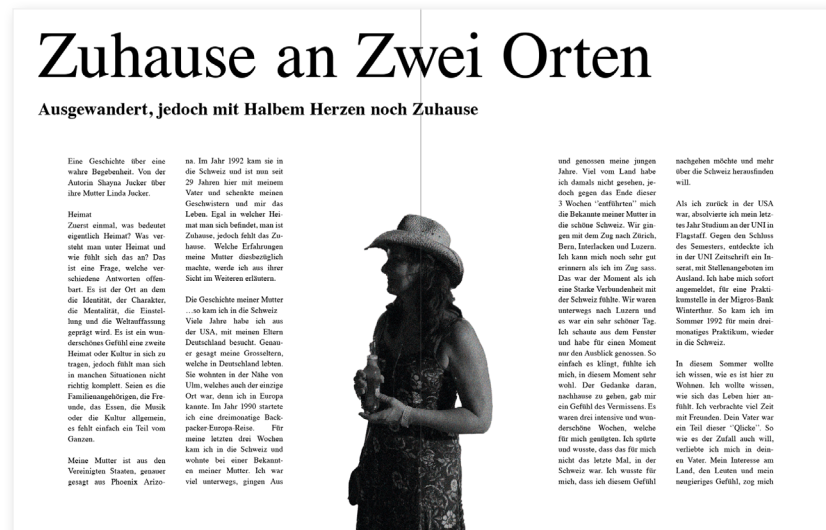 Zuhause an Zwei Orten
Ausgewandert, jedoch mit Halbem Herzen noch Zuhause
Eine Geschichte über eine
wahre Begebenheit. Von der
Autorin Shayna Jucker über
ihre Mutter Linda Jucker.
Heimat
Zuerst einmal, was bedeutet
eigentlich Heimat? Was ver-
steht man unter Heimat und
wie fühlt sich das an? Das
ist eine Frage, welche ver-
schiedene Antworten offen-
bart. Es ist der Ort an dem
die Identität, der Charakter,
die Mentalität, die Einstel-
lung und die Weltauffassung
geprägt wird. Es ist ein wun-
derschönes Gefühl eine zweite
Heimat oder Kultur in sich zu
tragen, jedoch fühlt man sich
in manchen Situationen nicht
richtig komplett. Seien es die
Familienangehörigen, die Fre-
unde, das Essen, die Musik
oder die Kultur allgemein,
es fehlt einfach ein Teil vom
Ganzen.
Meine Mutter ist aus den
Vereinigten Staaten, genauer
gesagt aus Phoenix Arizo-
na. Im Jahr 1992 kam sie in
die Schweiz und ist nun seit
29 Jahren hier mit meinem
Vater und schenkte meinen
Geschwistern und mir das
Leben. Egal in welcher Hei-
mat man sich befindet, man ist
Zuhause, jedoch fehlt das Zu-
hause. Welche Erfahrungen
meine Mutter diesbezüglich
machte, werde ich aus ihrer
Sicht im Weiteren erläutern.
Die Geschichte meiner Mutter
…so kam ich in die Schweiz
Viele Jahre habe ich aus
der USA, mit meinen Eltern
Deutschland besucht. Genau-
er gesagt meine Grosseltern,
welche in Deutschland lebten.
Sie wohnten in der Nähe von
Ulm, welches auch der einzige
Ort war, denn ich in Europa
kannte. Im Jahr 1990 startete
ich eine dreimonatige Back-
packer-Europa-Reise. Für
meine letzten drei Wochen
kam ich in die Schweiz und
wohnte bei einer Bekannt-
en meiner Mutter. Ich war
viel unterwegs, gingen Aus
und genossen meine jungen
Jahre. Viel vom Land habe
ich damals nicht gesehen, je-
doch gegen das Ende dieser
3 Wochen ‘‘entführten’’ mich
die Bekannte meiner Mutter in
die schöne Schweiz. Wir gin-
gen mit dem Zug nach Zürich,
Bern, Interlacken und Luzern.
Ich kann mich noch sehr gut
erinnern als ich im Zug sass.
Das war der Moment als ich
eine Starke Verbundenheit mit
der Schweiz fühlte. Wir waren
unterwegs nach Luzern und
es war ein sehr schöner Tag.
Ich schaute aus dem Fenster
und habe für einen Moment
nur den Ausblick genossen. So
einfach es klingt, fühlte ich
mich, in diesem Moment sehr
wohl. Der Gedanke daran,
nachhause zu gehen, gab mir
ein Gefühl des Vermissens. Es
waren drei intensive und wun-
derschöne Wochen, welche
für mich genügten. Ich spürte
und wusste, dass das für mich
nicht das letzte Mal, in der
Schweiz war. Ich wusste für
mich, dass ich diesem Gefühl
nachgehen möchte und mehr
über die Schweiz herausfinden
will.
Als ich zurück in der USA
war, absolvierte ich mein letz-
tes Jahr Studium an der UNI in
Flagstaff. Gegen den Schluss
des Semesters, entdeckte ich
in der UNI Zeitschrift ein In-
serat, mit Stellenangeboten im
Ausland. Ich habe mich sofort
angemeldet, für eine Prakti-
kumstelle in der Migros-Bank
Winterthur. So kam ich im
Sommer 1992 für mein drei-
monatiges Praktikum, wieder
in die Schweiz.
In diesem Sommer wollte
ich wissen, wie es ist hier zu
Wohnen. Ich wollte wissen,
wie sich das Leben hier an-
fühlt. Ich verbrachte viel Zeit
mit Freunden. Dein Vater war
ein Teil dieser ‘‘Qlicke’’. So
wie es der Zufall auch will,
verliebte ich mich in dein-
en Vater. Mein Interesse am
Land, den Leuten und mein
neugieriges Gefühl, zog mich